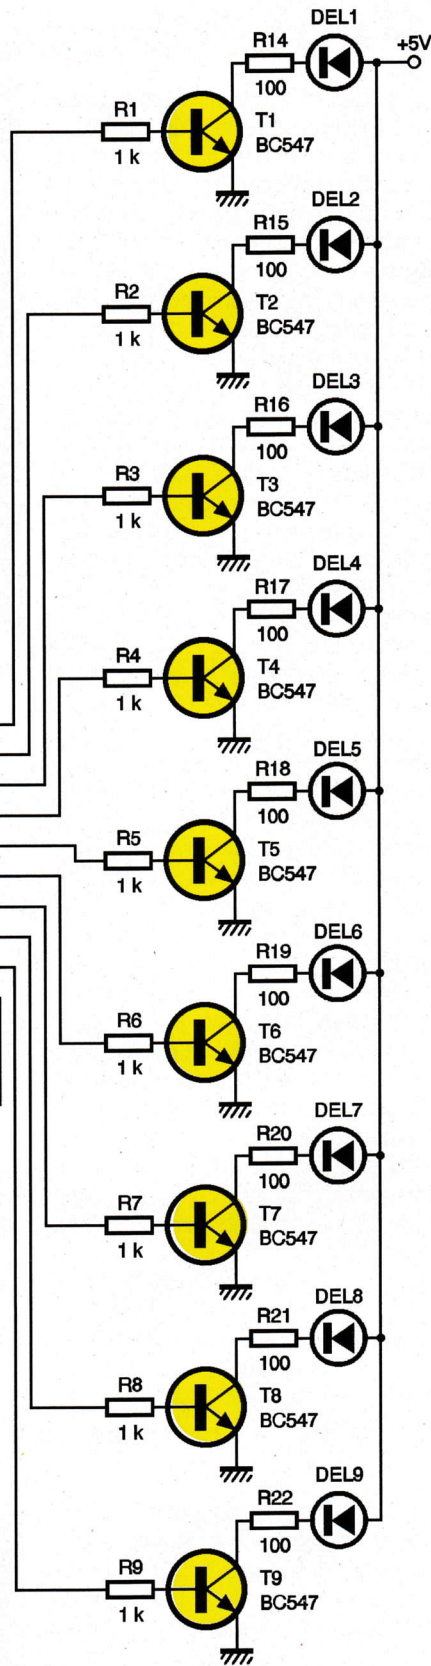 DEL1
+5V
R14
100
R1
1 k
T1
BC547
DEL2
R15
100
R2
1 k
T2
BC547
DEL3
R16
100
R3
1 k
T3
BC547
DEL4
R17
100
R4
1 k
T4
BC547
DEL5
R18
100
R5
1 k
T5
BC547
DEL6
R19
100
R6
1 k
T6
BC547
DEL7
R20
100
R7
1 k
T7
BC547
DEL8
R21
100
R8
1 k
T8
BC547
DEL9
R22
100
R9
1 k
T9
BC547